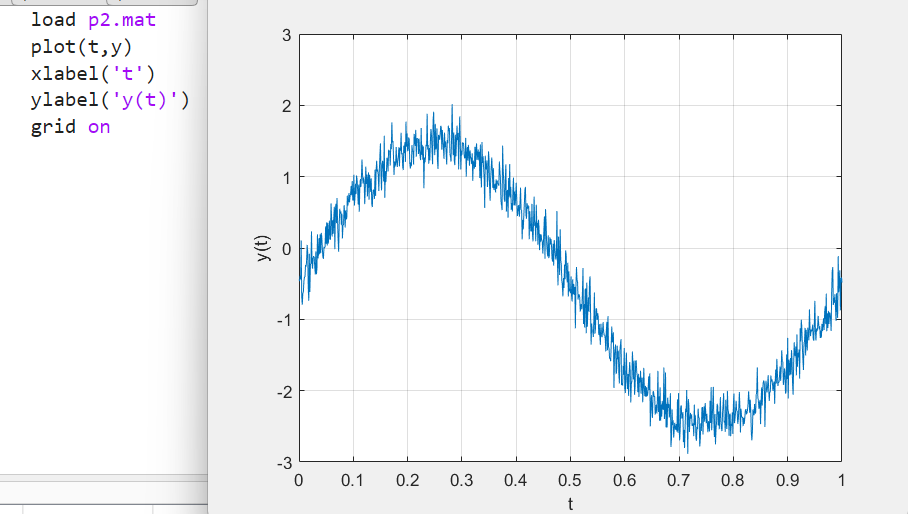 load p2.mat
plot(t,y)
xlabel('t')
ylabel('y(t)')
grid on
3
2
1
0
-1
-2
-3
y(t)
0 0.1 0.2 0.3 0.4 0.5 0.6 0.7 0.8 0.9 1
t